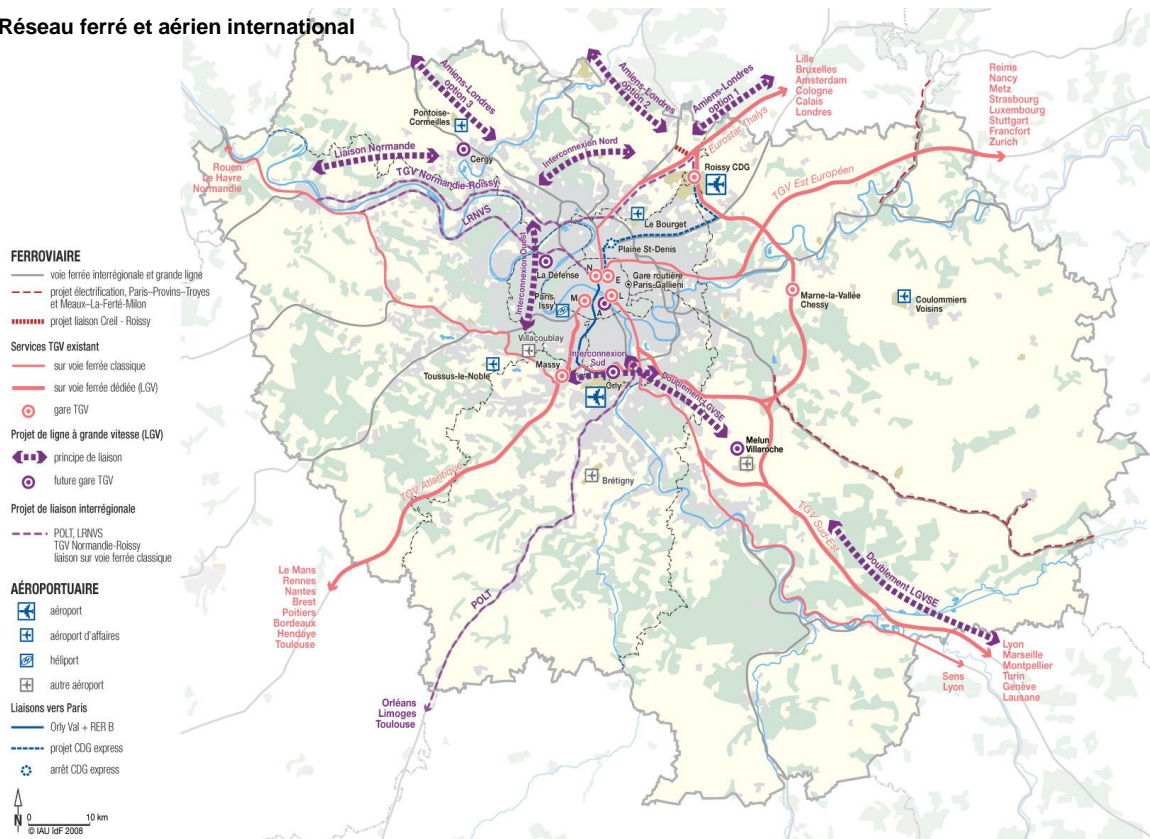 Réseau ferré et aérien international
Amiens-Londres
option 3
Amiens-Londres
option 2
Amiens-Londres
option 1
Lille
Bruxelles
Amsterdam
Cologne
Calais
Londres
Reims
Nancy
Metz
Strasbourg
Luxembourg
Stuttgart
Francfort
Zurich
Pontoise-
Cormeilles
Cergy
Liaison Normande
Interconnexion Nord
Eurostar Thalys
Roissy CDG
TGV Est Européen
Rouen
Le Havre
Normandie
TGV Normandie-Roissy
LRNVS
Le Bourget
Plaine St-Denis
Interconnexion Ouest
La Défense
N
E
Gare routière
Paris-Gallieni
Paris
Issy
M
L
A
Marne-la-Vallée
Chessy
Coulommiers
Voisins
Villacoublay
Toussus-le-Noble
Massy
Interconnexion
Sud
Orly
Doublement LGVSE
Melun
Villaroche
Brétigny
TGV Atlantique
TGV Sud-Est
Doublement LGVSE
POLT
Le Mans
Rennes
Nantes
Brest
Poitiers
Bordeaux
Hendaye
Toulouse
Orléans
Limoges
Toulouse
Sens
Lyon
Lyon
Marseille
Montpellier
Turin
Genève
Lausane
FERROVIAIRE
voie ferrée interrégionale et grande ligne
projet électrification, Paris–Provins–Troyes
et Meaux–La-Ferté-Milon
projet liaison Creil - Roissy
Services TGV existant
sur voie ferrée classique
sur voie ferrée dédiée (LGV)
gare TGV
Projet de ligne à grande vitesse (LGV)
principe de liaison
future gare TGV
Projet de liaison interrégionale
POLT, LRNVS
TGV Normandie-Roissy
liaison sur voie ferrée classique
AÉROPORTUAIRE
aéroport
aéroport d'affaires
héliport
autre aéroport
Liaisons vers Paris
Orly Val + RER B
projet CDG express
arrêt CDG express
N
0 10 km
© IAU îdF 2008